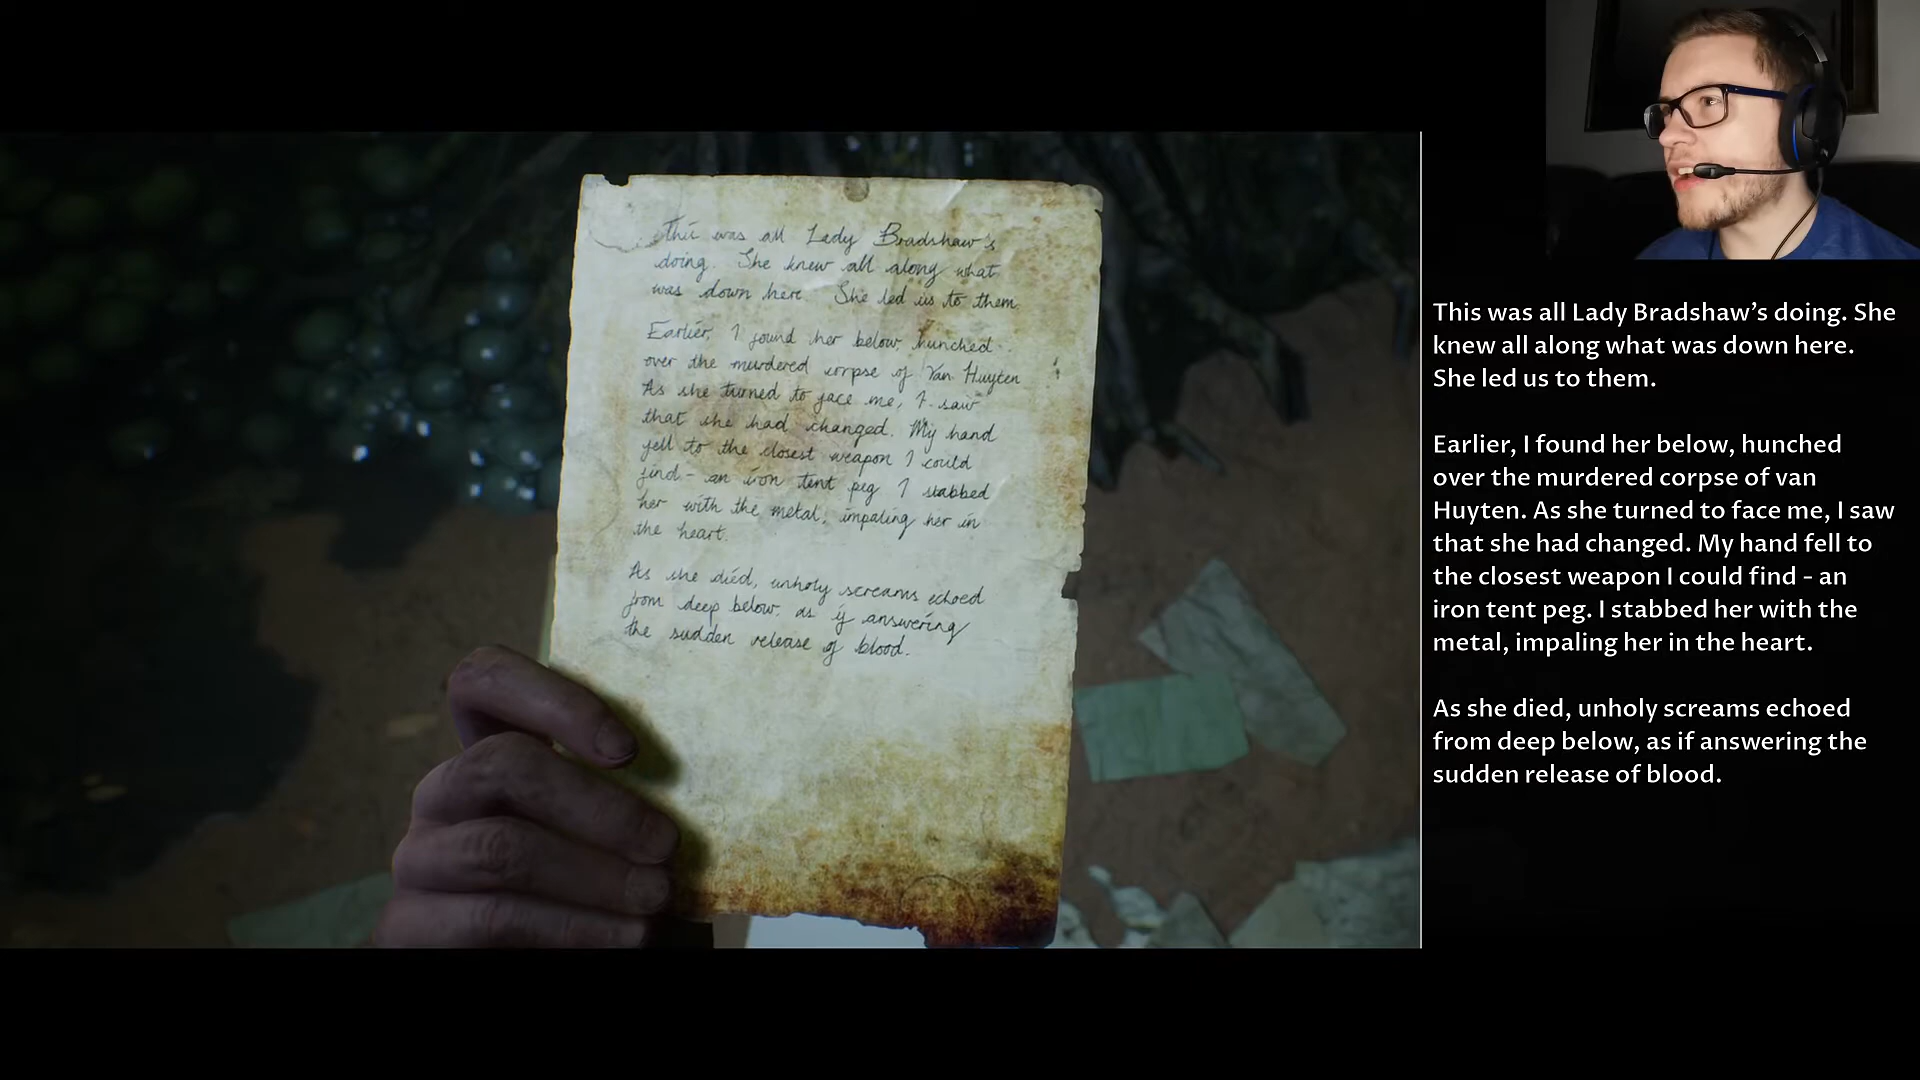 This was all Lady Bradshaw's
doing. She knew all along what
was down here. She led us to them
Earlier, I found her below, hunched
over the murdered corpse of Van Huyten
As she turned to face me, I saw
that she had changed. My hand
fell to the closest weapon I could
find - an iron tent peg I stabbed
her with the metal, impaling her in
the heart.
As she died, unholy screams echoed
from deep below, as if answering
the sudden release of blood.
This was all Lady Bradshaw's doing. She
knew all along what was down here.
She led us to them.
Earlier, I found her below, hunched
over the murdered corpse of van
Huyten. As she turned to face me, I saw
that she had changed. My hand fell to
the closest weapon I could find - an
iron tent peg. I stabbed her with the
metal, impaling her in the heart.
As she died, unholy screams echoed
from deep below, as if answering the
sudden release of blood.